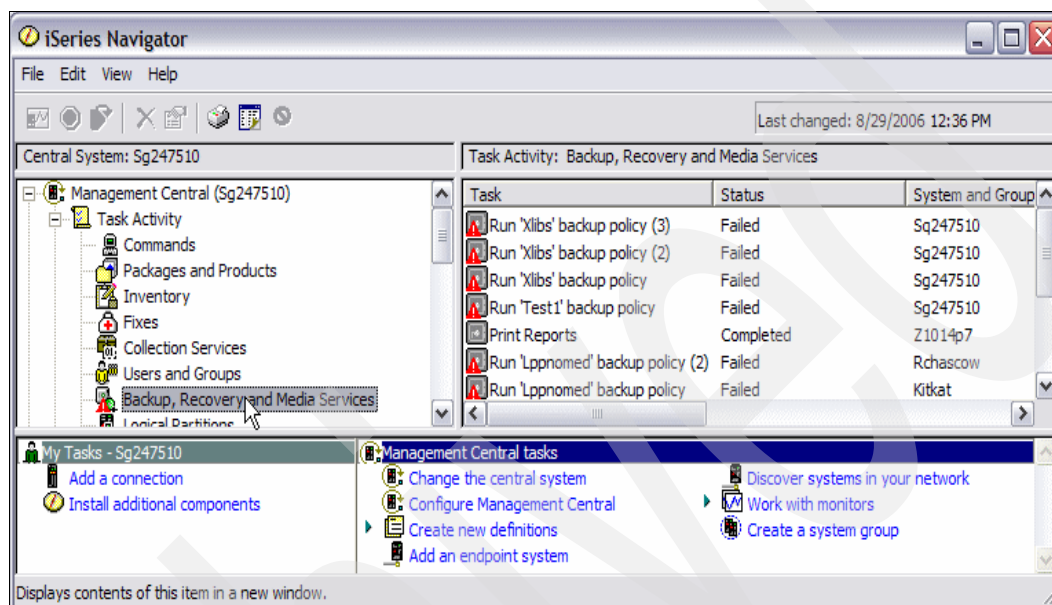 iSeries Navigator
File Edit View Help
Last changed: 8/29/2006 12:36 PM
Central System: Sg247510
Task Activity: Backup, Recovery and Media Services
Management Central (Sg247510)
Task Activity
Commands
Packages and Products
Inventory
Fixes
Collection Services
Users and Groups
Backup, Recovery and Media Services
Logical Partitions
Task Status System and Group
Run 'Xlibs' backup policy (3) Failed Sg247510
Run 'Xlibs' backup policy (2) Failed Sg247510
Run 'Xlibs' backup policy Failed Sg247510
Run 'Test1' backup policy Failed Sg247510
Print Reports Completed Z1014p7
Run 'Lppnomed' backup policy (2) Failed Rchascow
Run 'Lppnomed' backup policy Failed Kitkat
My Tasks - Sg247510
Add a connection
Install additional components
Management Central tasks
Change the central system
Configure Management Central
Create new definitions
Add an endpoint system
Discover systems in your network
Work with monitors
Create a system group
Displays contents of this item in a new window.